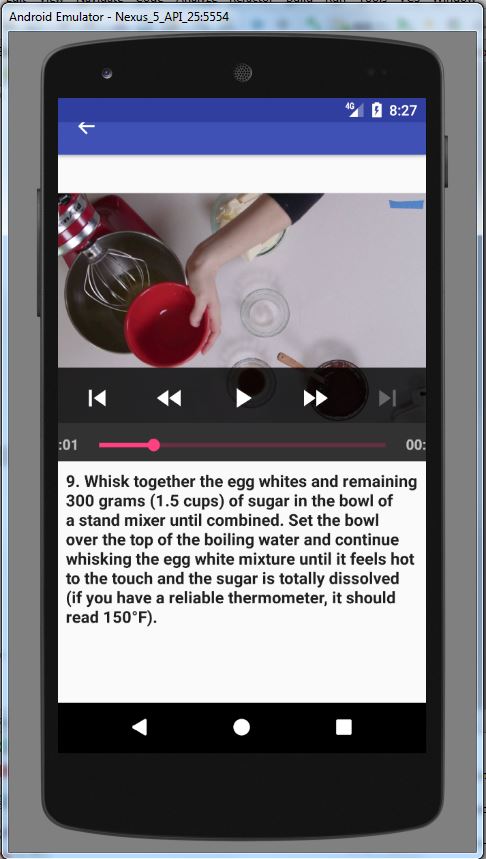 Android Emulator - Nexus_5_API_25:5554
4G 8:27
:01 00:
9. Whisk together the egg whites and remaining
300 grams (1.5 cups) of sugar in the bowl of
a stand mixer until combined. Set the bowl
over the top of the boiling water and continue
whisking the egg white mixture until it feels hot
to the touch and the sugar is totally dissolved
(if you have a reliable thermometer, it should
read 150°F).